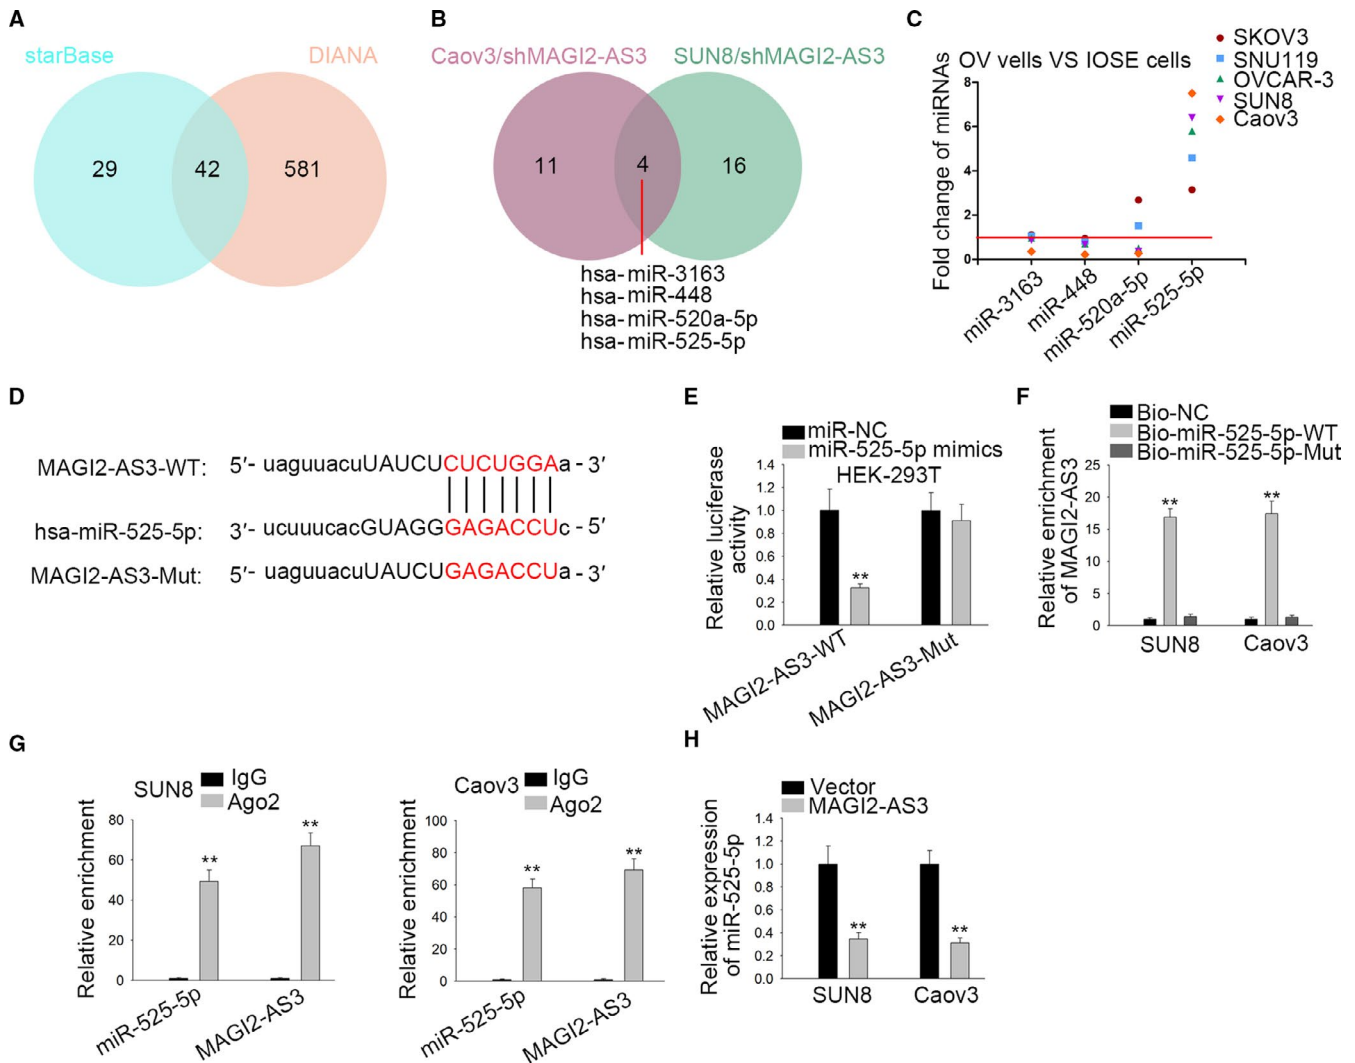 A
starBase
DIANA
29
42
581
B
Caov3/shMAGI2-AS3
SUN8/shMAGI2-AS3
11
4
16
hsa-miR-3163
hsa-miR-448
hsa-miR-520a-5p
hsa-miR-525-5p
C
OV vells VS IOSE cells
SKOV3
SNU119
OVCAR-3
SUN8
Caov3
Fold change of miRNAs
8
6
4
2
0
miR-3163
miR-448
miR-520a-5p
miR-525-5p
D
MAGI2-AS3-WT: 5′- uaguuacuUAUCUCUCUGGAa - 3′
hsa-miR-525-5p: 3′- ucuuucacGUAGGGAGACCUc - 5′
MAGI2-AS3-Mut: 5′- uaguuacuUAUCUGAGACCUa - 3′
E
miR-NC
miR-525-5p mimics
HEK-293T
Relative luciferase
activity
1.4
1.2
1.0
0.8
0.6
0.4
0.2
0.0
**
MAGI2-AS3-WT
MAGI2-AS3-Mut
F
Bio-NC
Bio-miR-525-5p-WT
Bio-miR-525-5p-Mut
Relative enrichment
of MAGI2-AS3
25
20
15
10
5
0
**
**
SUN8
Caov3
G
SUN8
IgG
Ago2
Relative enrichment
80
60
40
20
0
**
**
miR-525-5p
MAGI2-AS3
Caov3
IgG
Ago2
Relative enrichment
100
80
60
40
20
0
**
**
miR-525-5p
MAGI2-AS3
H
Vector
MAGI2-AS3
Relative expression
of miR-525-5p
1.4
1.2
1.0
0.8
0.6
0.4
0.2
0.0
**
**
SUN8
Caov3